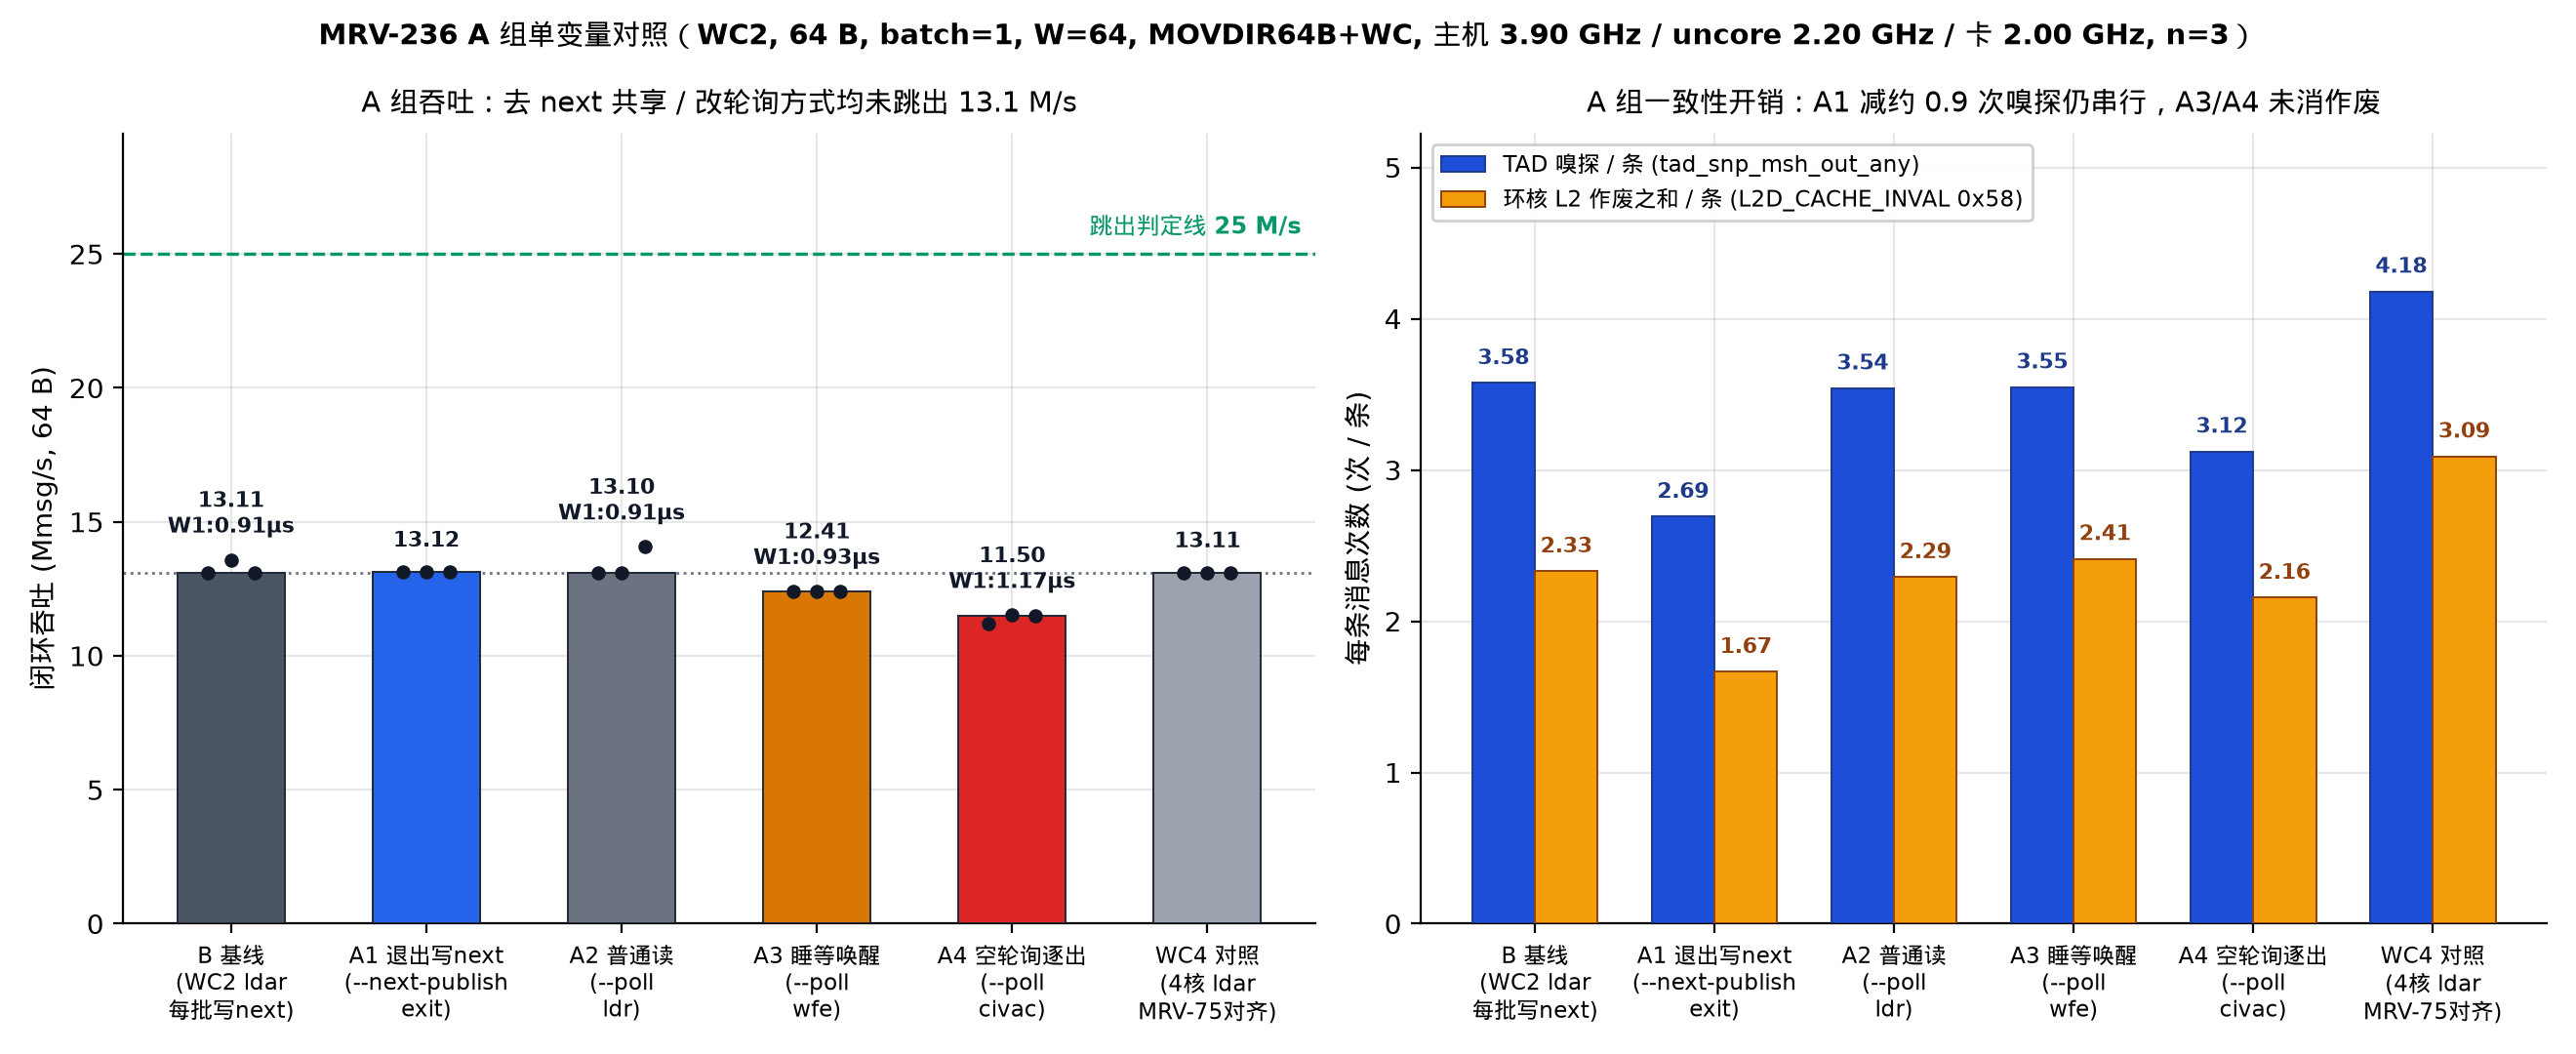 MRV-236 A 组单变量对照（WC2, 64 B, batch=1, W=64, MOVDIR64B+WC, 主机 3.90 GHz / uncore 2.20 GHz / 卡 2.00 GHz, n=3）
A 组吞吐：去 next 共享 / 改轮询方式均未跳出 13.1 M/s
闭环吞吐 (Mmsg/s, 64 B)
25
20
15
10
5
0
跳出判定线 25 M/s
13.11
W1:0.91μs
13.12
13.10
W1:0.91μs
12.41
W1:0.93μs
11.50
W1:1.17μs
13.11
B 基线
(WC2 ldar
每批写next)
A1 退出写next
(--next-publish
exit)
A2 普通读
(--poll
ldr)
A3 睡等唤醒
(--poll
wfe)
A4 空轮询逐出
(--poll
civac)
WC4 对照
(4核 ldar
MRV-75对齐)
A 组一致性开销：A1 减约 0.9 次嗅探仍串行，A3/A4 未消作废
每条消息次数 (次 / 条)
5
4
3
2
1
0
TAD 嗅探 / 条 (tad_snp_msh_out_any)
环核 L2 作废之和 / 条 (L2D_CACHE_INVAL 0x58)
3.58
2.33
2.69
1.67
3.54
2.29
3.55
2.41
3.12
2.16
4.18
3.09
B 基线
(WC2 ldar
每批写next)
A1 退出写next
(--next-publish
exit)
A2 普通读
(--poll
ldr)
A3 睡等唤醒
(--poll
wfe)
A4 空轮询逐出
(--poll
civac)
WC4 对照
(4核 ldar
MRV-75对齐)